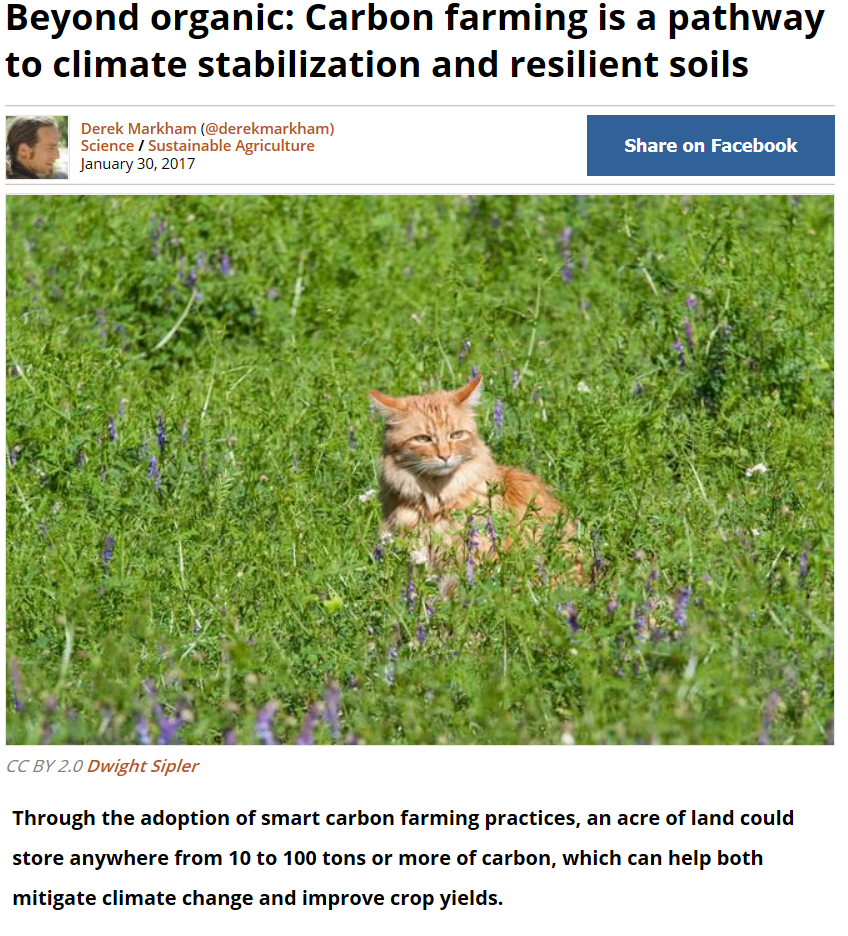 Beyond organic: Carbon farming is a pathway
to climate stabilization and resilient soils
Derek Markham (@derekmarkham)
Science / Sustainable Agriculture
January 30, 2017
Share on Facebook
CC BY 2.0 Dwight Sipler
Through the adoption of smart carbon farming practices, an acre of land could
store anywhere from 10 to 100 tons or more of carbon, which can help both
mitigate climate change and improve crop yields.